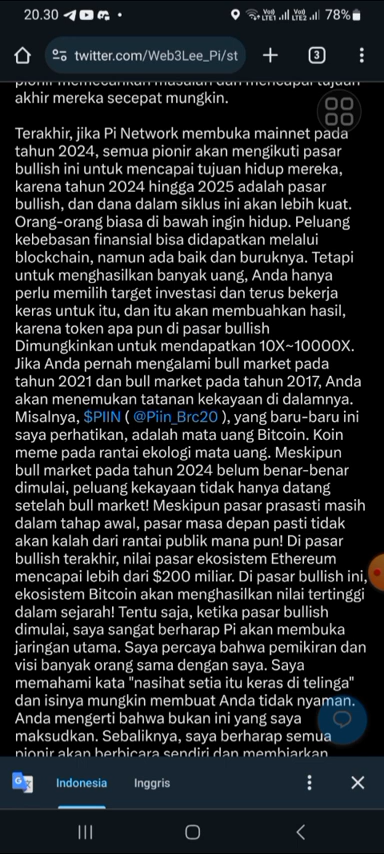 20.30
Vo)) LTE1
Vo)) LTE2
78%
twitter.com/Web3Lee_Pi/st
3
akhir mereka secepat mungkin.
Terakhir, jika Pi Network membuka mainnet pada
tahun 2024, semua pionir akan mengikuti pasar
bullish ini untuk mencapai tujuan hidup mereka,
karena tahun 2024 hingga 2025 adalah pasar
bullish, dan dana dalam siklus ini akan lebih kuat.
Orang-orang biasa di bawah ingin hidup. Peluang
kebebasan finansial bisa didapatkan melalui
blockchain, namun ada baik dan buruknya. Tetapi
untuk menghasilkan banyak uang, Anda hanya
perlu memilih target investasi dan terus bekerja
keras untuk itu, dan itu akan membuahkan hasil,
karena token apa pun di pasar bullish
Dimungkinkan untuk mendapatkan 10X~10000X.
Jika Anda pernah mengalami bull market pada
tahun 2021 dan bull market pada tahun 2017, Anda
akan menemukan tatanan kekayaan di dalamnya.
Misalnya, $PIIN ( @Piin_Brc20 ), yang baru-baru ini
saya perhatikan, adalah mata uang Bitcoin. Koin
meme pada rantai ekologi mata uang. Meskipun
bull market pada tahun 2024 belum benar-benar
dimulai, peluang kekayaan tidak hanya datang
setelah bull market! Meskipun pasar prasasti masih
dalam tahap awal, pasar masa depan pasti tidak
akan kalah dari rantai publik mana pun! Di pasar
bullish terakhir, nilai pasar ekosistem Ethereum
mencapai lebih dari $200 miliar. Di pasar bullish ini,
ekosistem Bitcoin akan menghasilkan nilai tertinggi
dalam sejarah! Tentu saja, ketika pasar bullish
dimulai, saya sangat berharap Pi akan membuka
jaringan utama. Saya percaya bahwa pemikiran dan
visi banyak orang sama dengan saya. Saya
memahami kata "nasihat setia itu keras di telinga"
dan isinya mungkin membuat Anda tidak nyaman.
Anda mengerti bahwa bukan ini yang saya
maksudkan. Sebaliknya, saya berharap semua
pionir akan berbicara sendiri dan membiarkan
Indonesia
Inggris